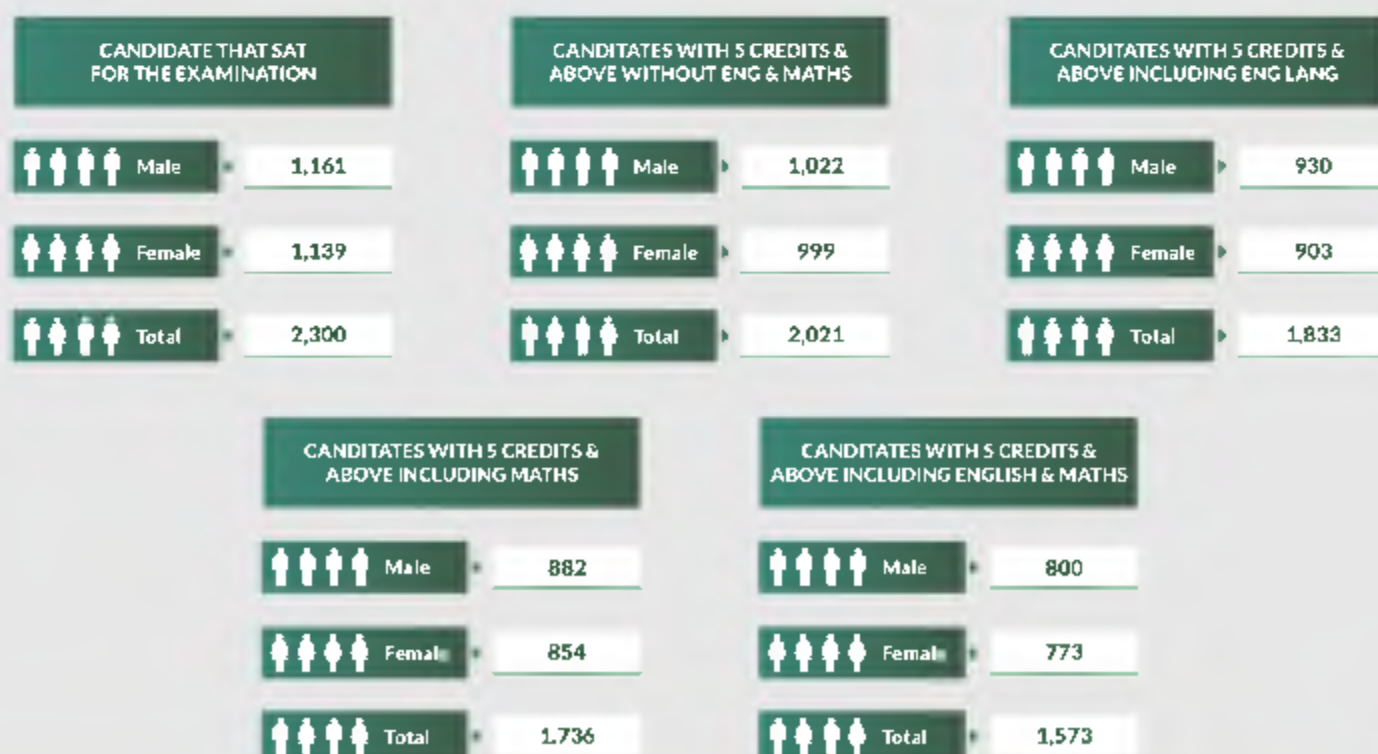 CANDIDATE THAT SAT
FOR THE EXAMINATION
Male 1,161
Female 1,139
Total 2,300
CANDITATES WITH 5 CREDITS &
ABOVE WITHOUT ENG & MATHS
Male 1,022
Female 999
Total 2,021
CANDITATES WITH 5 CREDITS &
ABOVE INCLUDING ENG LANG
Male 930
Female 903
Total 1,833
CANDITATES WITH 5 CREDITS &
ABOVE INCLUDING MATHS
Male 882
Female 854
Total 1.736
CANDITATES WITH 5 CREDITS &
ABOVE INCLUDING ENGLISH & MATHS
Male 800
Female 773
Total 1,573